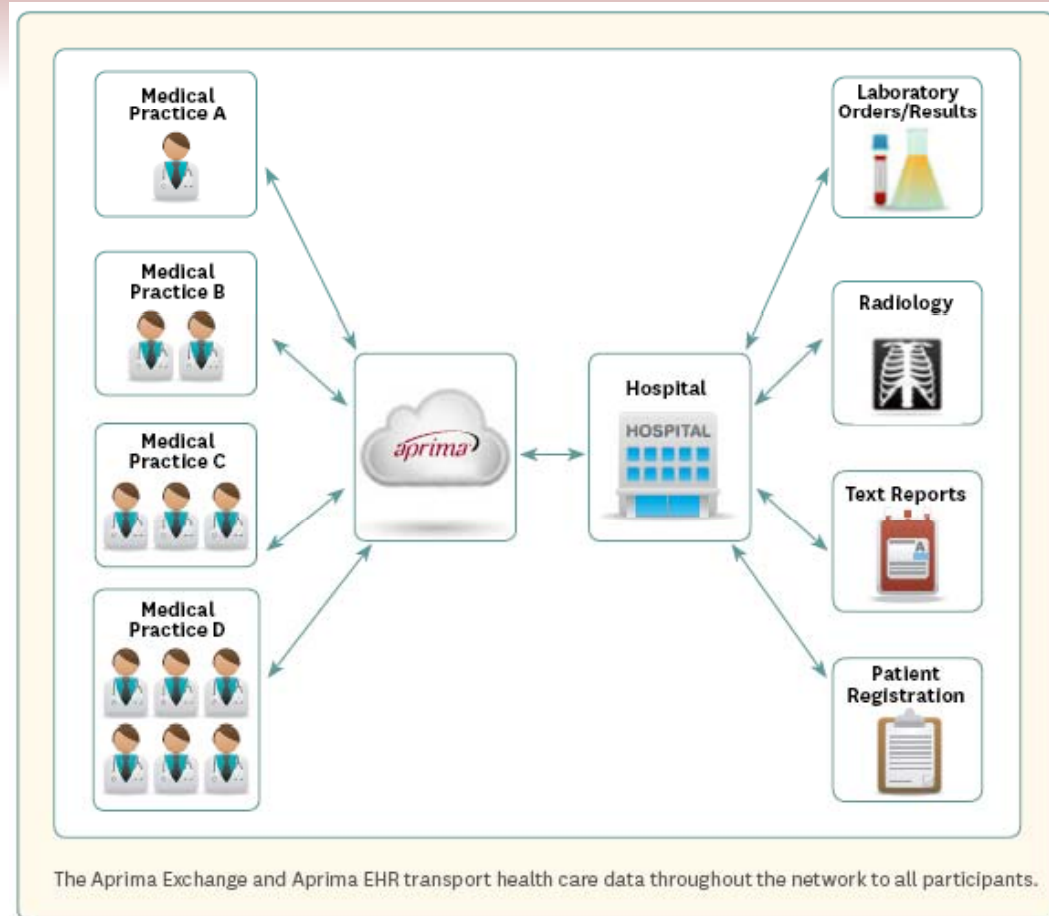 Medical
Practice A
Medical
Practice B
Medical
Practice C
Medical
Practice D
aprima
Hospital
HOSPITAL
Laboratory
Orders/Results
Radiology
Text Reports
A
Patient
Registration
The Aprima Exchange and Aprima EHR transport health care data throughout the network to all participants.